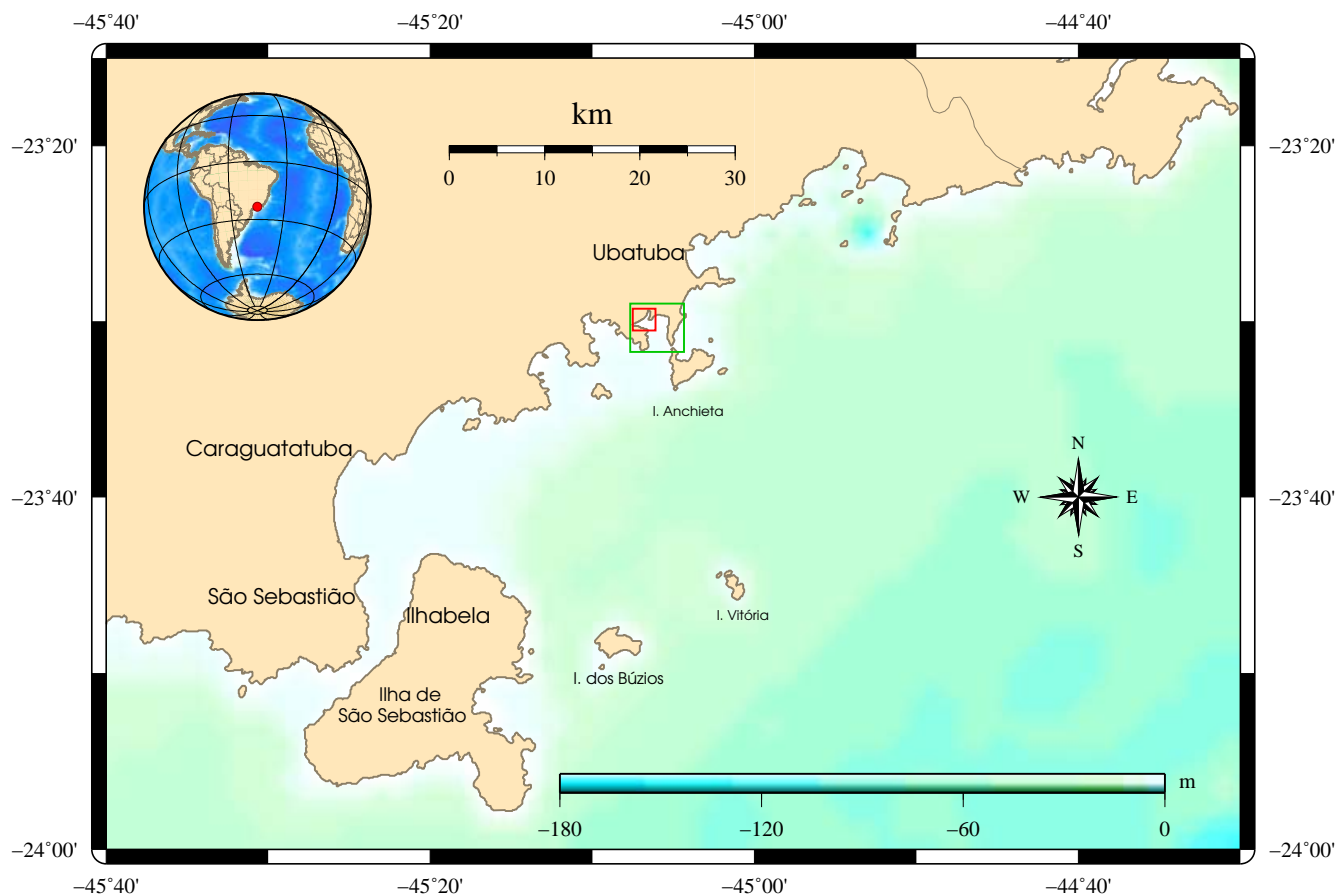 −45˚40' −45˚20' −45˚00' −44˚40'
km
0 10 20 30
−23˚20' −23˚20'
Ubatuba
I. Anchieta
Caraguatatuba
N
W E
S
−23˚40' −23˚40'
São Sebastião
Ilhabela
I. Vitória
I. dos Búzios
Ilha de
São Sebastião
m
−180 −120 −60 0
−24˚00' −24˚00'
−45˚40' −45˚20' −45˚00' −44˚40'